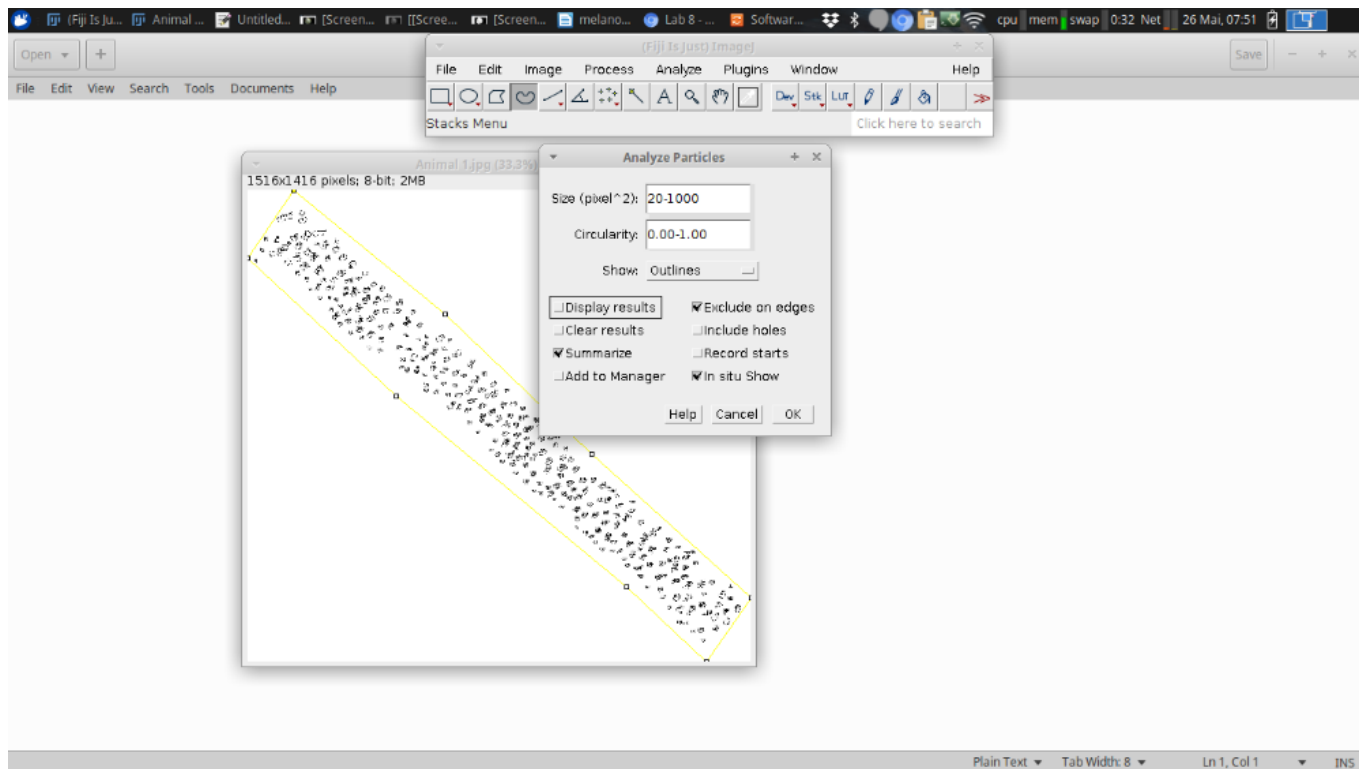 (Fiji Is Ju... Animal ... Untitled... [Screen... [[Scree... [Screen... melano... Lab 8 - ... Softwar... cpu mem swap 0:32 Net 26 Mai, 07:51
Open Save
File Edit View Search Tools Documents Help
(Fiji Is Just) ImageJ
File Edit Image Process Analyze Plugins Window Help
A Dev Stk LUT
Stacks Menu Click here to search
Animal 1.jpg (33.3%)
1516x1416 pixels; 8-bit; 2MB
Analyze Particles
Size (pixel^2): 20-1000
Circularity: 0.00-1.00
Show: Outlines
Display results Exclude on edges
Clear results Include holes
Summarize Record starts
Add to Manager In situ Show
Help Cancel OK
Plain Text Tab Width: 8 Ln 1, Col 1 INS